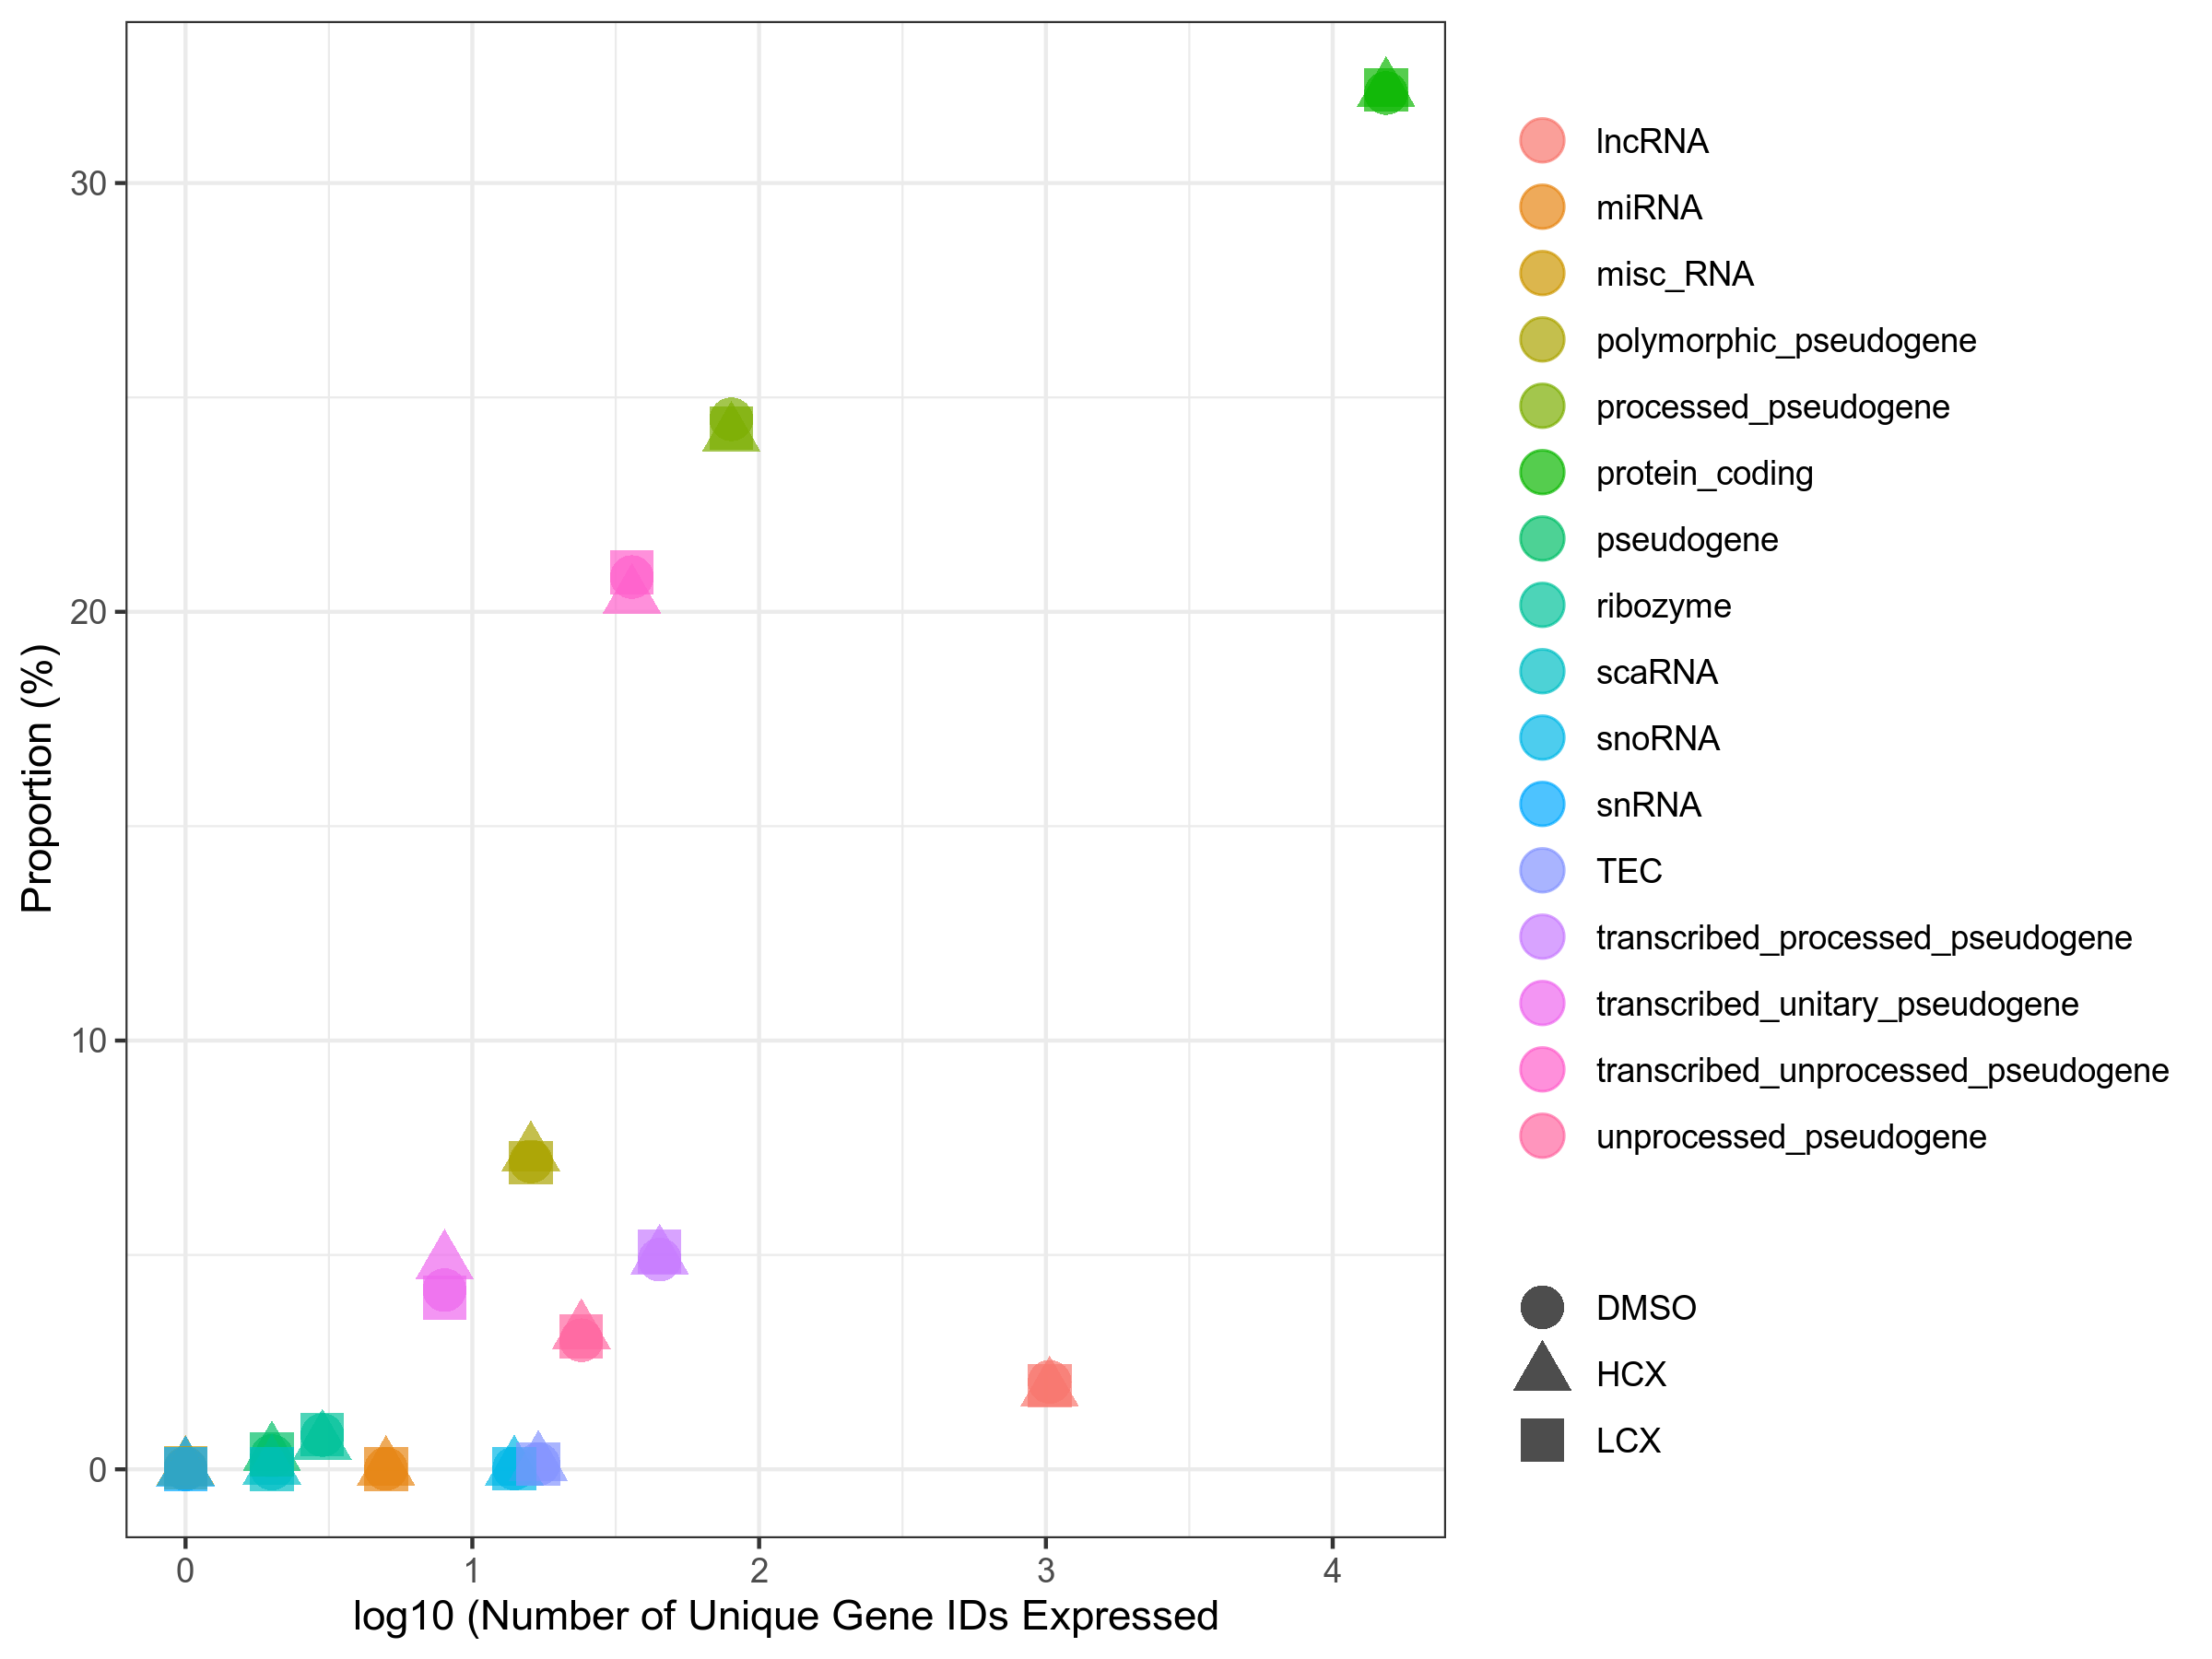 30
20
10
0
Proportion (%)
0 1 2 3 4
log10 (Number of Unique Gene IDs Expressed
lncRNA
miRNA
misc_RNA
polymorphic_pseudogene
processed_pseudogene
protein_coding
pseudogene
ribozyme
scaRNA
snoRNA
snRNA
TEC
transcribed_processed_pseudogene
transcribed_unitary_pseudogene
transcribed_unprocessed_pseudogene
unprocessed_pseudogene
DMSO
HCX
LCX